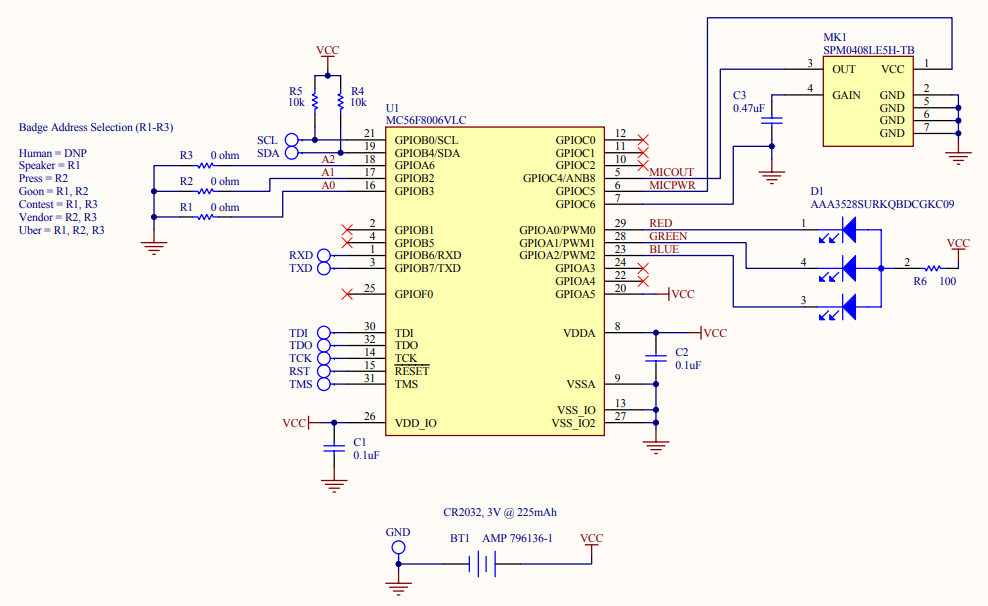 VCC
R5
10k
R4
10k
Badge Address Selection (R1-R3)
Human = DNP
Speaker = R1
Press = R2
Goon = R1, R2
Contest = R1, R3
Vendor = R2, R3
Uber = R1, R2, R3
SCL
SDA
R3 0 ohm
R2 0 ohm
R1 0 ohm
A2
A1
A0
RXD
TXD
TDI
TDO
TCK
RST
TMS
VCC
C1
0.1uF
U1
MC56F8006VLC
21 GPIOB0/SCL
19 GPIOB4/SDA
18 GPIOA6
17 GPIOB2
16 GPIOB3
2 GPIOB1
4 GPIOB5
1 GPIOB6/RXD
3 GPIOB7/TXD
25 GPIOF0
30 TDI
32 TDO
14 TCK
15 RESET
31 TMS
26 VDD_IO
GPIOC0 12
GPIOC1 11
GPIOC2 10
GPIOC4/ANB8 5 MICOUT
GPIOC5 6 MICPWR
GPIOC6 7
GPIOA0/PWM0 29 RED
GPIOA1/PWM1 28 GREEN
GPIOA2/PWM2 23 BLUE
GPIOA3 24
GPIOA4 22
GPIOA5 20 VCC
VDDA 8 VCC
VSSA 9
VSS_IO 13
VSS_IO2 27
C2
0.1uF
MK1
SPM0408LE5H-TB
3 OUT VCC 1
4 GAIN GND 2
GND 5
GND 6
GND 7
C3
0.47uF
D1
AAA3528SURKQBDCGKC09
1
4
3
2
R6 100
VCC
CR2032, 3V @ 225mAh
GND
BT1 AMP 796136-1
VCC